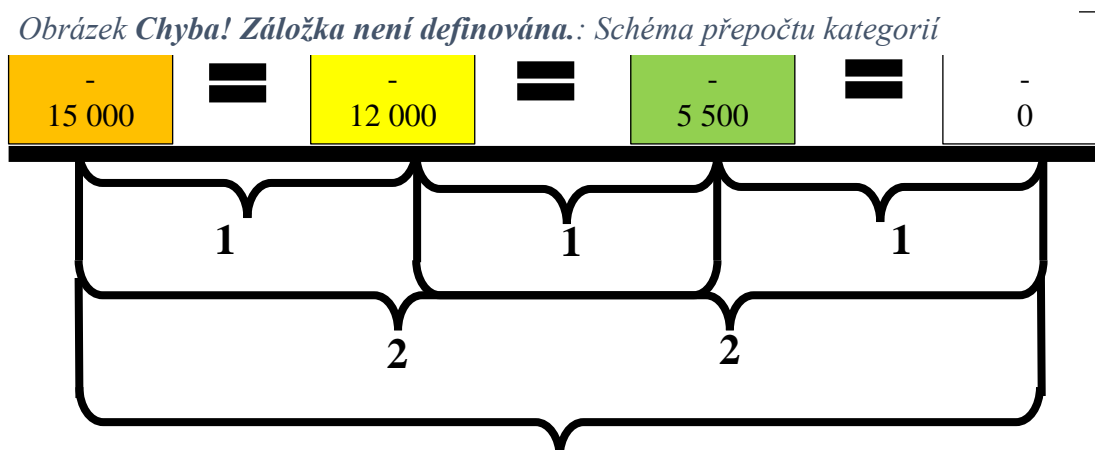 Obrázek Chyba! Záložka není definována.: Schéma přepočtu kategorií
- = - = - = -
15 000 12 000 5 500 0
1 1 1
2 2